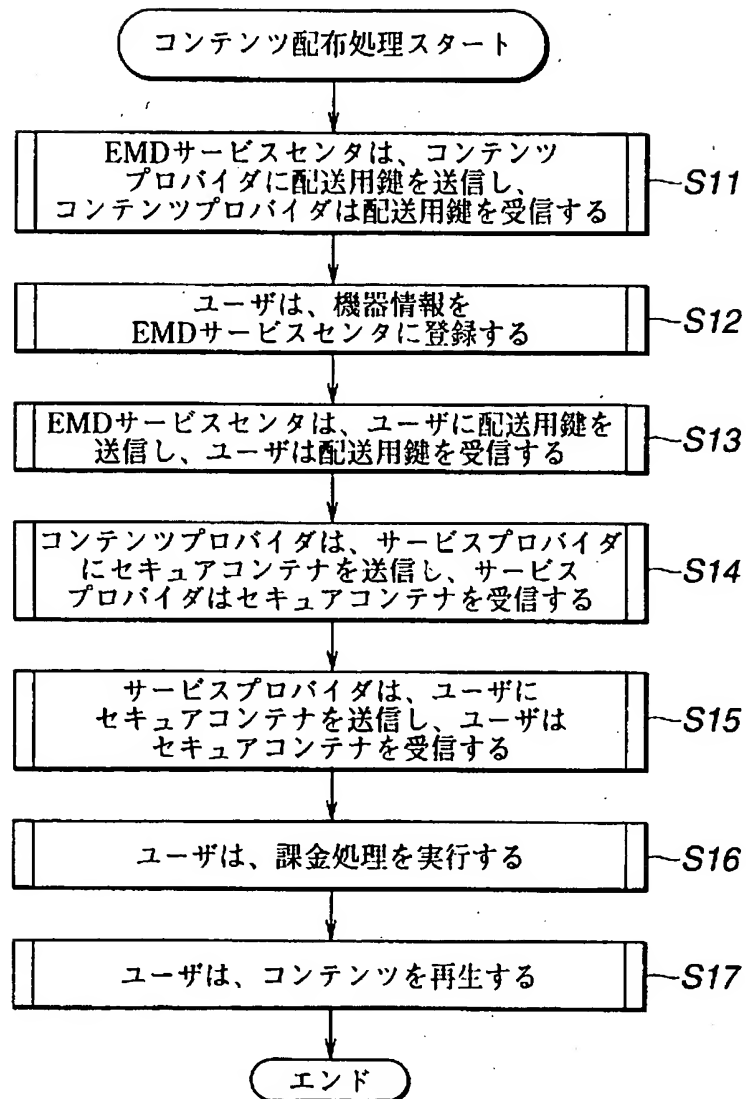 コンテンツ配布処理スタート
EMDサービスセンタは、コンテンツ
プロバイダに配送用鍵を送信し、
コンテンツプロバイダは配送用鍵を受信する
S11
ユーザは、機器情報を
EMDサービスセンタに登録する
S12
EMDサービスセンタは、ユーザに配送用鍵を
送信し、ユーザは配送用鍵を受信する
S13
コンテンツプロバイダは、サービスプロバイダ
にセキュアコンテナを送信し、サービス
プロバイダはセキュアコンテナを受信する
S14
サービスプロバイダは、ユーザに
セキュアコンテナを送信し、ユーザは
セキュアコンテナを受信する
S15
ユーザは、課金処理を実行する
S16
ユーザは、コンテンツを再生する
S17
エンド